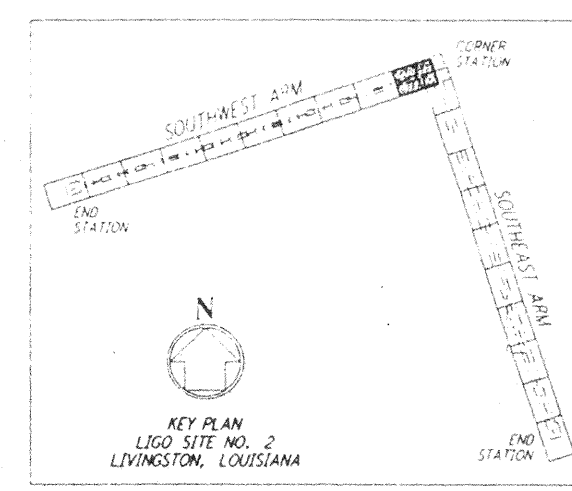 CORNER
STATION
SOUTHWEST ARM
END
STATION
SOUTHEAST ARM
N
KEY PLAN
LIGO SITE NO. 2
LIVINGSTON, LOUISIANA
END
STATION